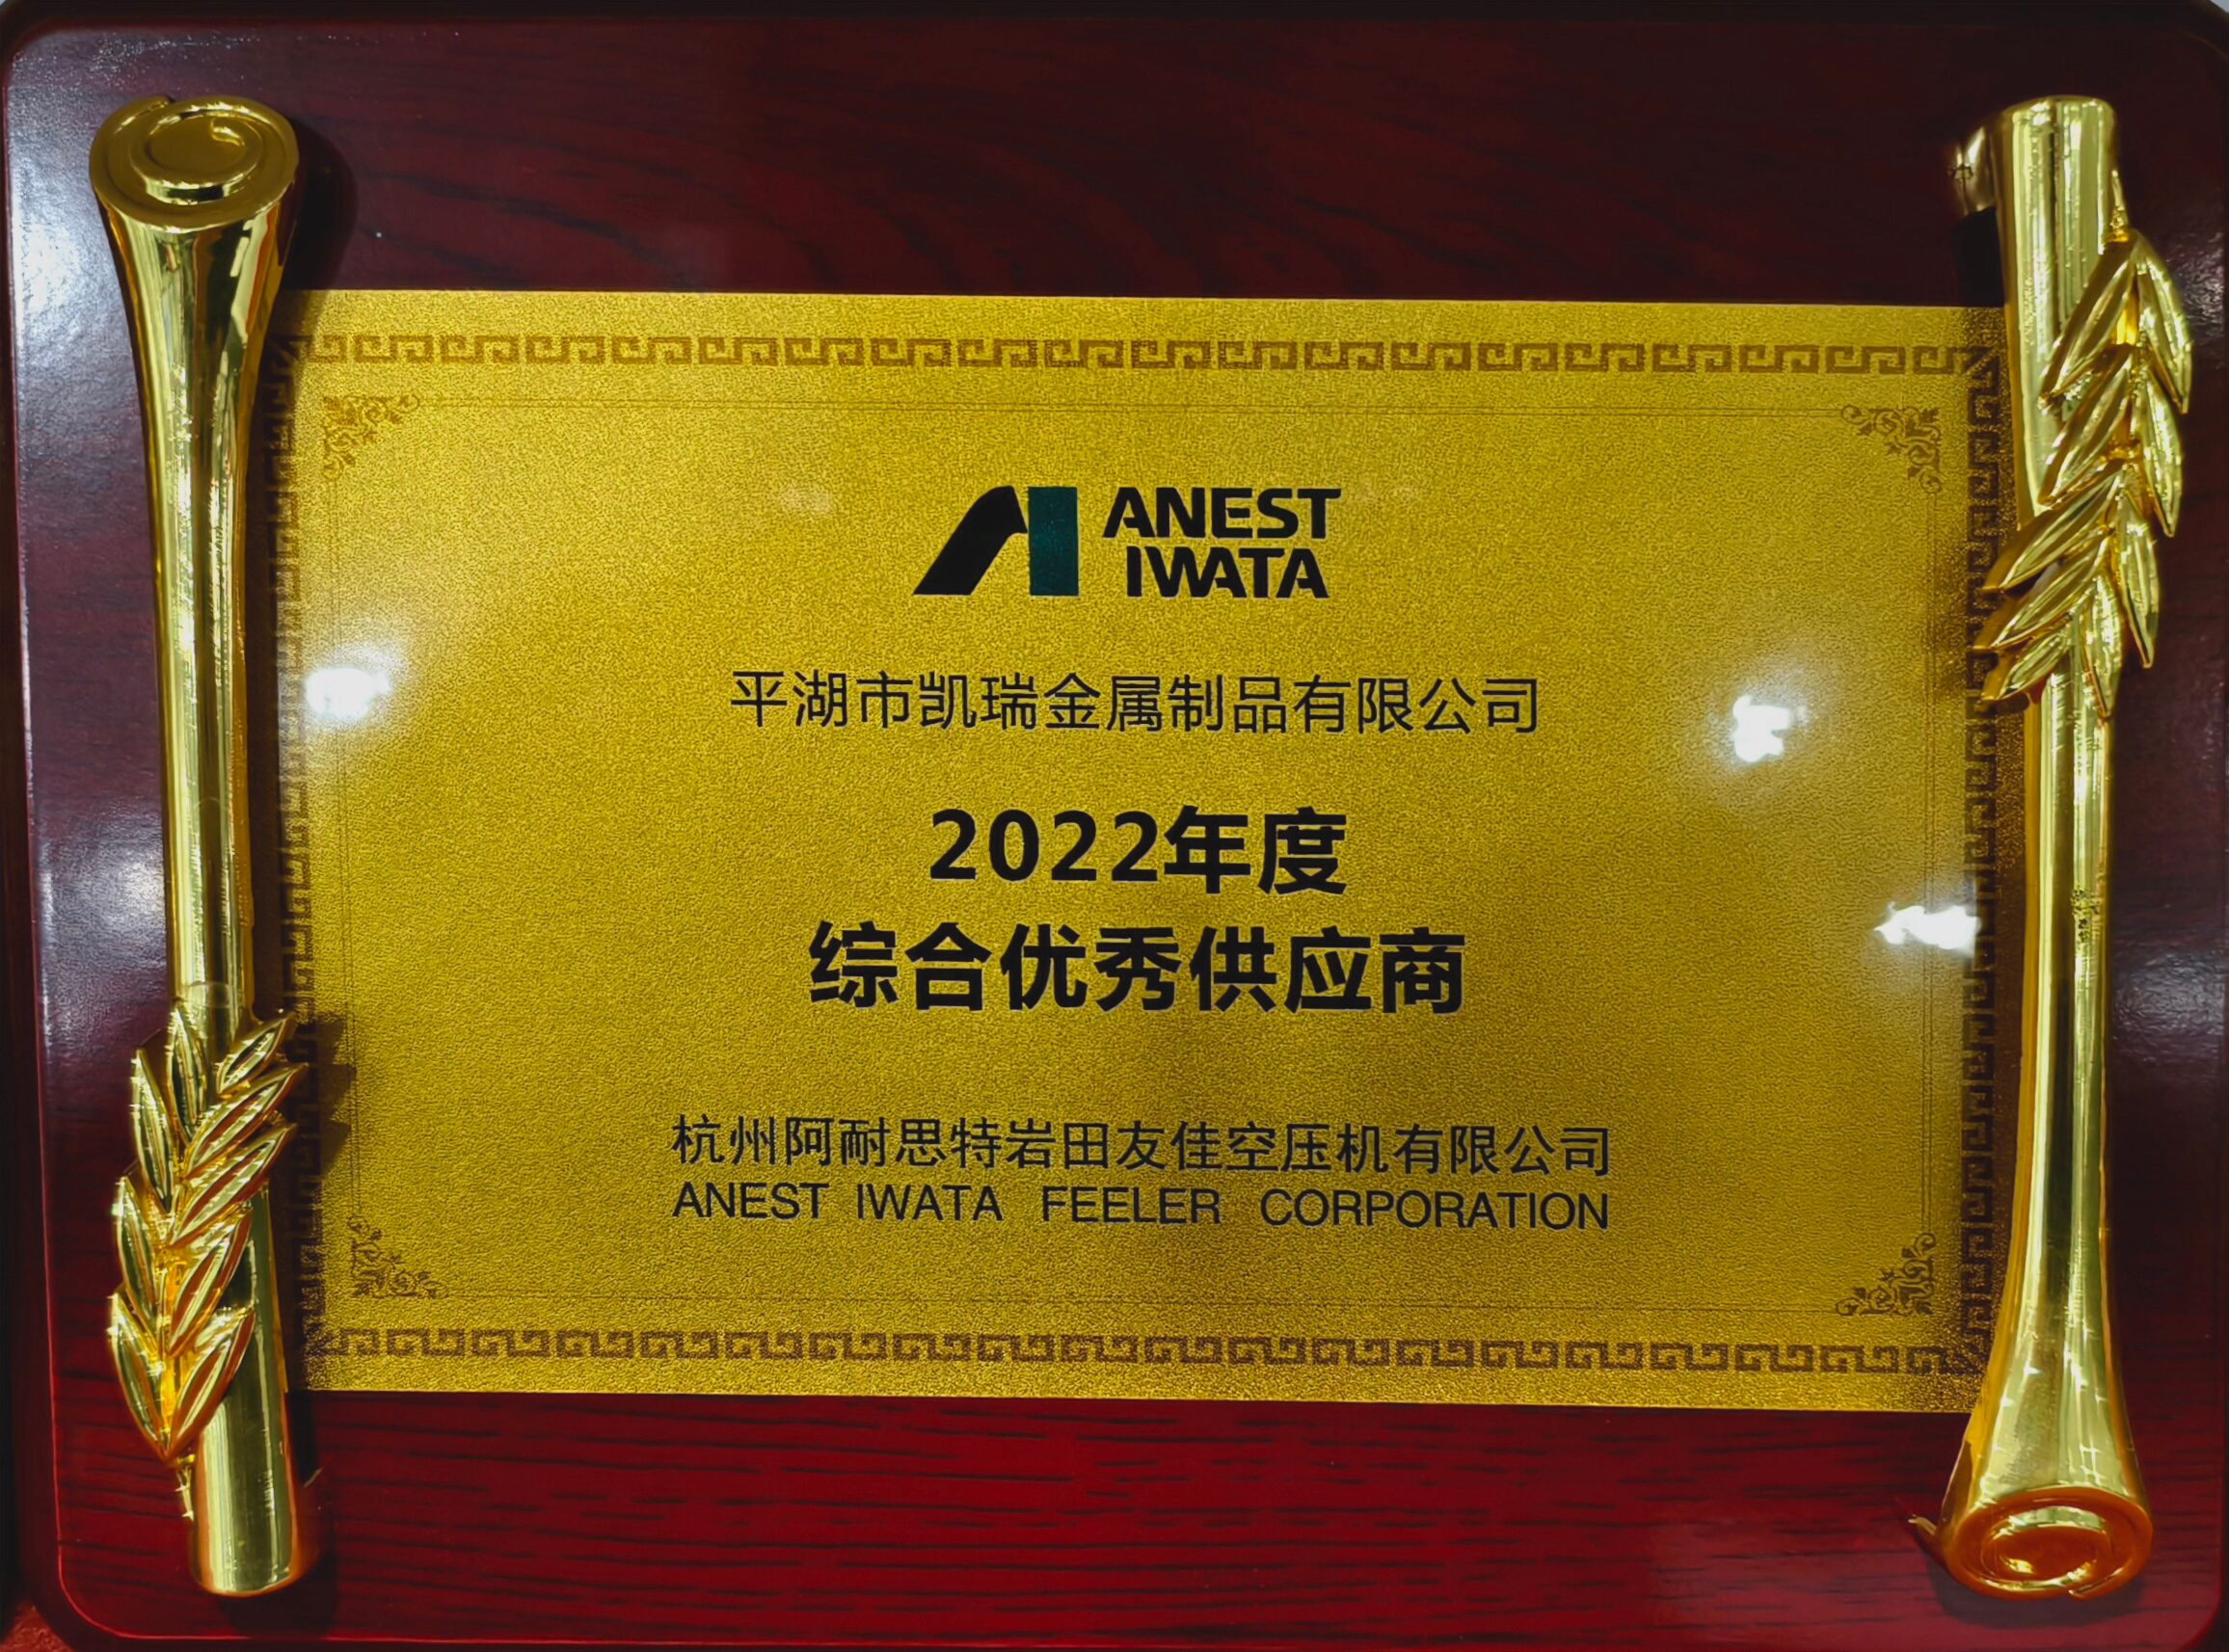 ANEST
IWATA
平湖市凯瑞金属制品有限公司
2022年度
综合优秀供应商
杭州阿耐思特岩田友佳空压机有限公司
ANEST IWATA FEELER CORPORATION